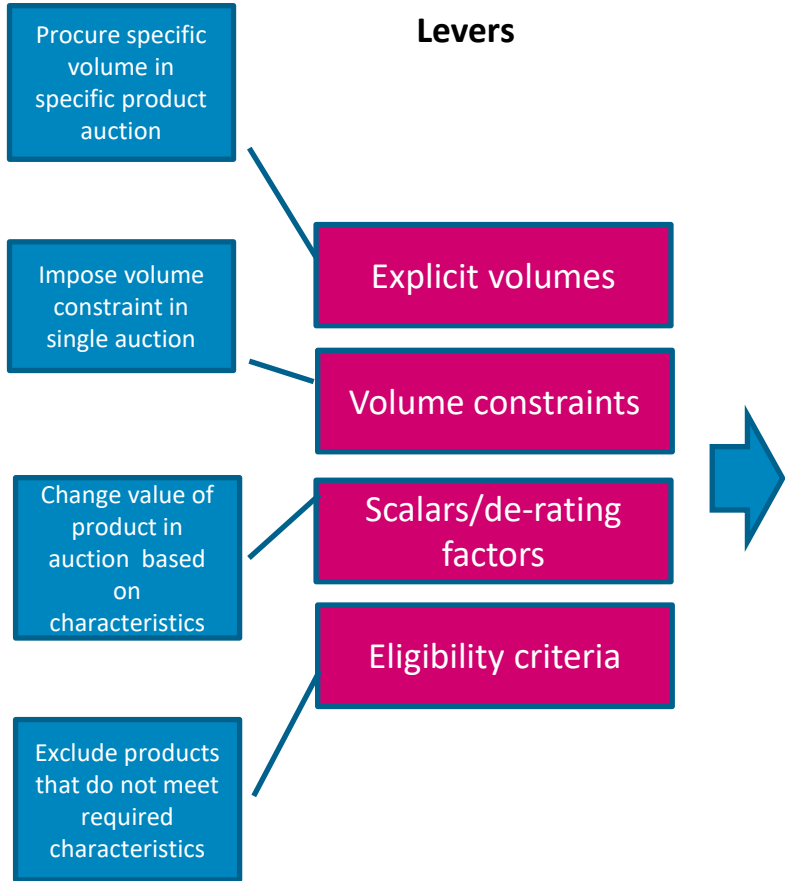 Levers
Procure specific
volume in
specific product
auction
Explicit volumes
Impose volume
constraint in
single auction
Volume constraints
Change value of
product in
auction  based
on
characteristics
Scalars/de-rating
factors
Eligibility criteria
Exclude products
that do not meet
required
characteristics